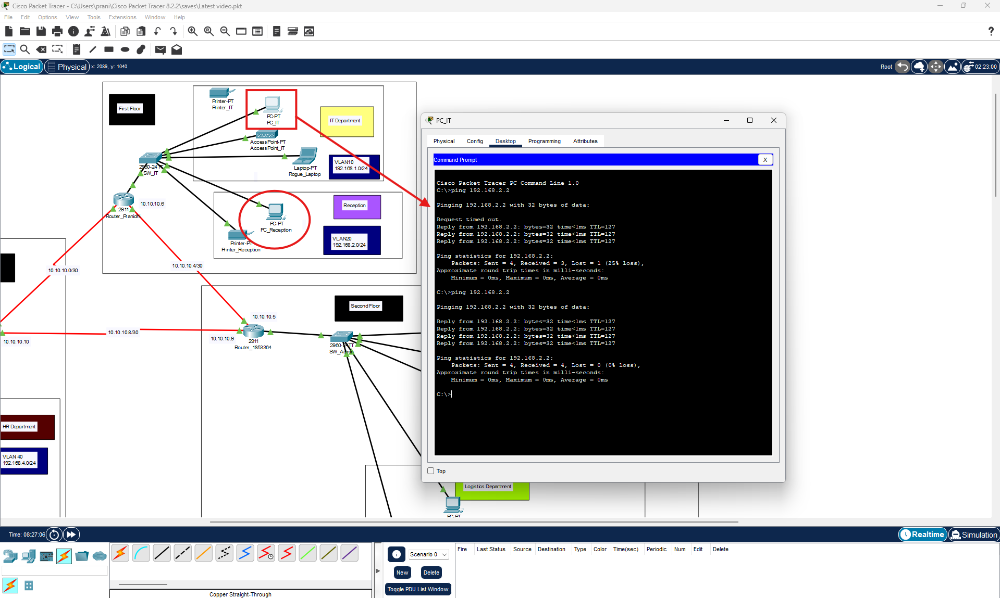 Cisco Packet Tracer - C:\Users\prani\Cisco Packet Tracer 8.2.2\saves\Latest video.pkt
File Edit Options View Tools Extensions Window Help
Logical Physical x: 2089, y: 1040
Root 02:23:00
First Floor
Printer-PT
Printer_IT
PC-PT
PC_IT
IT Department
AccessPoint-PT
AccessPoint_IT
2960-24TT
SW_IT
Laptop-PT
Rogue_Laptop
VLAN10
192.168.1.0/24
2911
Router_Pranidhi
10.10.10.6
Reception
PC-PT
PC_Reception
VLAN20
192.168.2.0/24
Printer-PT
Printer_Reception
10.10.10.0/30
10.10.10.4/30
Second Floor
10.10.10.5
10.10.10.8/30
10.10.10.9
10.10.10.10
2911
Router_1853364
2960-24TT
SW_Admin
HR Department
VLAN 40
192.168.4.0/24
Logistics Department
PC-PT
PC_IT
Physical Config Desktop Programming Attributes
Command Prompt
X
Cisco Packet Tracer PC Command Line 1.0
C:\>ping 192.168.2.2
Pinging 192.168.2.2 with 32 bytes of data:
Request timed out.
Reply from 192.168.2.2: bytes=32 time<1ms TTL=127
Reply from 192.168.2.2: bytes=32 time<1ms TTL=127
Reply from 192.168.2.2: bytes=32 time<1ms TTL=127
Ping statistics for 192.168.2.2:
Packets: Sent = 4, Received = 3, Lost = 1 (25% loss),
Approximate round trip times in milli-seconds:
Minimum = 0ms, Maximum = 0ms, Average = 0ms
C:\>ping 192.168.2.2
Pinging 192.168.2.2 with 32 bytes of data:
Reply from 192.168.2.2: bytes=32 time<1ms TTL=127
Reply from 192.168.2.2: bytes=32 time<1ms TTL=127
Reply from 192.168.2.2: bytes=32 time<1ms TTL=127
Reply from 192.168.2.2: bytes=32 time<1ms TTL=127
Ping statistics for 192.168.2.2:
Packets: Sent = 4, Received = 4, Lost = 0 (0% loss),
Approximate round trip times in milli-seconds:
Minimum = 0ms, Maximum = 0ms, Average = 0ms
C:\>
Top
Time: 08:27:06
Realtime Simulation
Scenario 0
New Delete
Toggle PDU List Window
Fire Last Status Source Destination Type Color Time(sec) Periodic Num Edit Delete
Copper Straight-Through